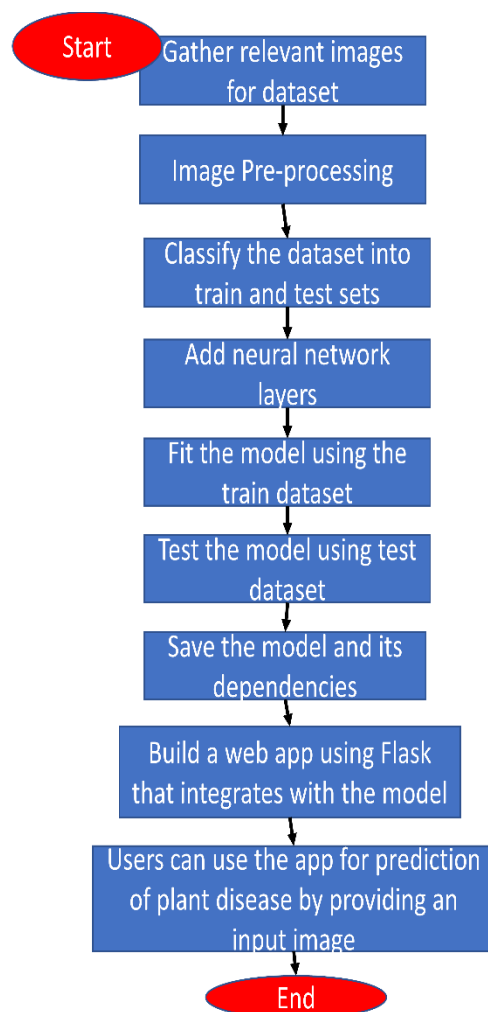 Start
Gather relevant images
for dataset
Image Pre-processing
Classify the dataset into
train and test sets
Add neural network
layers
Fit the model using the
train dataset
Test the model using test
dataset
Save the model and its
dependencies
Build a web app using Flask
that integrates with the model
Users can use the app for prediction
of plant disease by providing an
input image
End